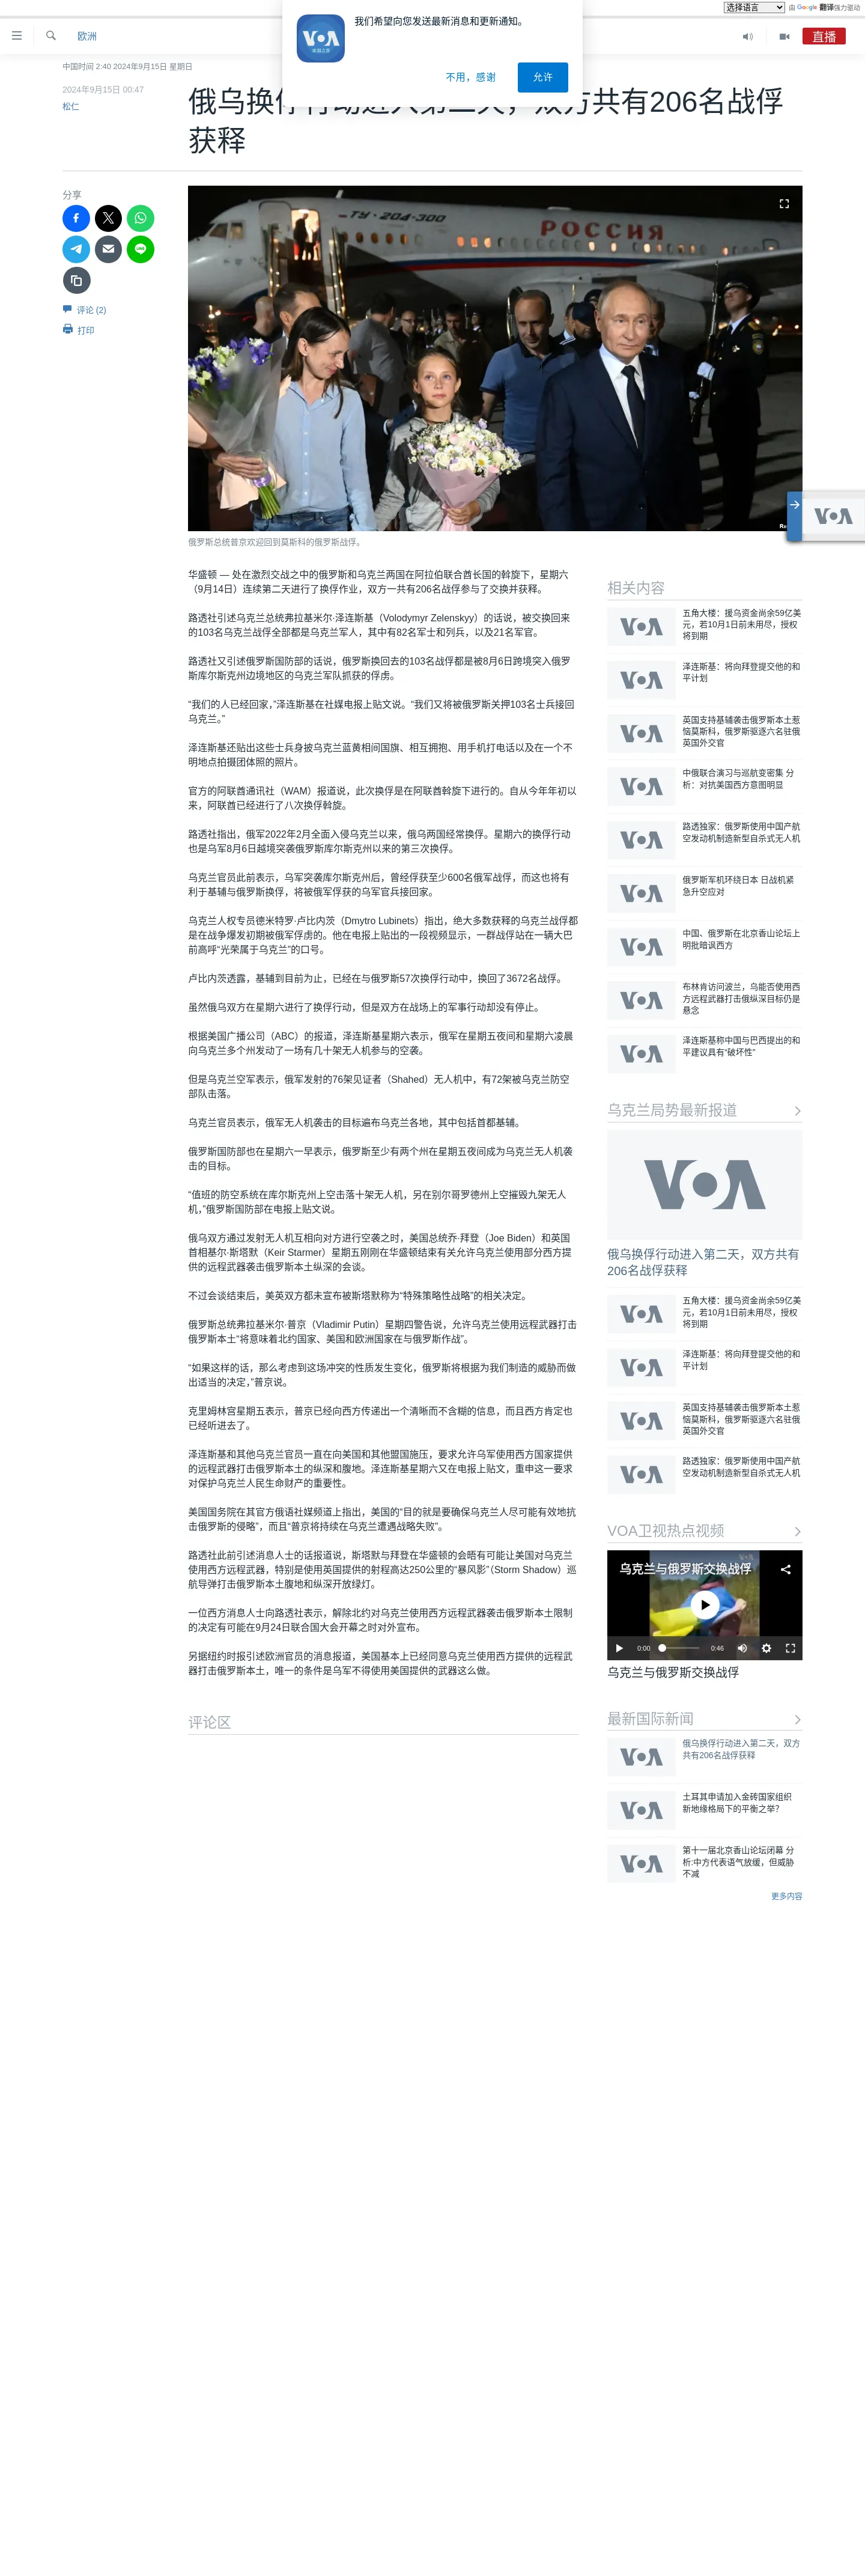 选择语言
由 Google 翻译强力驱动
我们希望向您发送最新消息和更新通知。
VOA
不用，感谢
允许
欧洲
直播
中国时间 2:40 2024年9月15日 星期日
2024年9月15日 00:47
松仁
俄乌换俘行动进入第二天，双方共有206名战俘
获释
分享
评论 (2)
打印
ТУ-204-300
РОССИЯ
俄罗斯总统普京欢迎回到莫斯科的俄罗斯战俘。
华盛顿 — 处在激烈交战之中的俄罗斯和乌克兰两国在阿拉伯联合酋长国的斡旋下，星期六
（9月14日）连续第二天进行了换俘作业，双方一共有206名战俘参与了交换并获释。
路透社引述乌克兰总统弗拉基米尔·泽连斯基（Volodymyr Zelenskyy）的话说，被交换回来
的103名乌克兰战俘全部都是乌克兰军人，其中有82名军士和列兵，以及21名军官。
路透社又引述俄罗斯国防部的话说，俄罗斯换回去的103名战俘都是被8月6日跨境突入俄罗
斯库尔斯克州边境地区的乌克兰军队抓获的俘虏。
“我们的人已经回家，”泽连斯基在社媒电报上贴文说。“我们又将被俄罗斯关押103名士兵接回
乌克兰。”
泽连斯基还贴出这些士兵身披乌克兰蓝黄相间国旗、相互拥抱、用手机打电话以及在一个不
明地点拍摄团体照的照片。
官方的阿联酋通讯社（WAM）报道说，此次换俘是在阿联酋斡旋下进行的。自从今年年初以
来，阿联酋已经进行了八次换俘斡旋。
路透社指出，俄军2022年2月全面入侵乌克兰以来，俄乌两国经常换俘。星期六的换俘行动
也是乌军8月6日越境突袭俄罗斯库尔斯克州以来的第三次换俘。
乌克兰官员此前表示，乌军突袭库尔斯克州后，曾经俘获至少600名俄军战俘，而这也将有
利于基辅与俄罗斯换俘，将被俄军俘获的乌军官兵接回家。
乌克兰人权专员德米特罗·卢比内茨（Dmytro Lubinets）指出，绝大多数获释的乌克兰战俘都
是在战争爆发初期被俄军俘虏的。他在电报上贴出的一段视频显示，一群战俘站在一辆大巴
前高呼“光荣属于乌克兰”的口号。
卢比内茨透露，基辅到目前为止，已经在与俄罗斯57次换俘行动中，换回了3672名战俘。
虽然俄乌双方在星期六进行了换俘行动，但是双方在战场上的军事行动却没有停止。
根据美国广播公司（ABC）的报道，泽连斯基星期六表示，俄军在星期五夜间和星期六凌晨
向乌克兰多个州发动了一场有几十架无人机参与的空袭。
但是乌克兰空军表示，俄军发射的76架见证者（Shahed）无人机中，有72架被乌克兰防空
部队击落。
乌克兰官员表示，俄军无人机袭击的目标遍布乌克兰各地，其中包括首都基辅。
俄罗斯国防部也在星期六一早表示，俄罗斯至少有两个州在星期五夜间成为乌克兰无人机袭
击的目标。
“值班的防空系统在库尔斯克州上空击落十架无人机，另在别尔哥罗德州上空摧毁九架无人
机，”俄罗斯国防部在电报上贴文说。
俄乌双方通过发射无人机互相向对方进行空袭之时，美国总统乔·拜登（Joe Biden）和英国
首相基尔·斯塔默（Keir Starmer）星期五刚刚在华盛顿结束有关允许乌克兰使用部分西方提
供的远程武器袭击俄罗斯本土纵深的会谈。
不过会谈结束后，美英双方都未宣布被斯塔默称为“特殊策略性战略”的相关决定。
俄罗斯总统弗拉基米尔·普京（Vladimir Putin）星期四警告说，允许乌克兰使用远程武器打击
俄罗斯本土“将意味着北约国家、美国和欧洲国家在与俄罗斯作战”。
“如果这样的话，那么考虑到这场冲突的性质发生变化，俄罗斯将根据为我们制造的威胁而做
出适当的决定，”普京说。
克里姆林宫星期五表示，普京已经向西方传递出一个清晰而不含糊的信息，而且西方肯定也
已经听进去了。
泽连斯基和其他乌克兰官员一直在向美国和其他盟国施压，要求允许乌军使用西方国家提供
的远程武器打击俄罗斯本土的纵深和腹地。泽连斯基星期六又在电报上贴文，重申这一要求
对保护乌克兰人民生命财产的重要性。
美国国务院在其官方俄语社媒频道上指出，美国的“目的就是要确保乌克兰人尽可能有效地抗
击俄罗斯的侵略”，而且“普京将持续在乌克兰遭遇战略失败”。
路透社此前引述消息人士的话报道说，斯塔默与拜登在华盛顿的会晤有可能让美国对乌克兰
使用西方远程武器，特别是使用英国提供的射程高达250公里的“暴风影”（Storm Shadow）巡
航导弹打击俄罗斯本土腹地和纵深开放绿灯。
一位西方消息人士向路透社表示，解除北约对乌克兰使用西方远程武器袭击俄罗斯本土限制
的决定有可能在9月24日联合国大会开幕之时对外宣布。
另据纽约时报引述欧洲官员的消息报道，美国基本上已经同意乌克兰使用西方提供的远程武
器打击俄罗斯本土，唯一的条件是乌军不得使用美国提供的武器这么做。
评论区
VOA
相关内容
VOA
五角大楼：援乌资金尚余59亿美
元，若10月1日前未用尽，授权
将到期
VOA
泽连斯基：将向拜登提交他的和
平计划
VOA
英国支持基辅袭击俄罗斯本土惹
恼莫斯科，俄罗斯驱逐六名驻俄
英国外交官
VOA
中俄联合演习与巡航变密集 分
析：对抗美国西方意图明显
VOA
路透独家：俄罗斯使用中国产航
空发动机制造新型自杀式无人机
VOA
俄罗斯军机环绕日本 日战机紧
急升空应对
VOA
中国、俄罗斯在北京香山论坛上
明批暗讽西方
VOA
布林肯访问波兰，乌能否使用西
方远程武器打击俄纵深目标仍是
悬念
VOA
泽连斯基称中国与巴西提出的和
平建议具有“破坏性”
乌克兰局势最新报道
VOA
俄乌换俘行动进入第二天，双方共有
206名战俘获释
VOA
五角大楼：援乌资金尚余59亿美
元，若10月1日前未用尽，授权
将到期
VOA
泽连斯基：将向拜登提交他的和
平计划
VOA
英国支持基辅袭击俄罗斯本土惹
恼莫斯科，俄罗斯驱逐六名驻俄
英国外交官
VOA
路透独家：俄罗斯使用中国产航
空发动机制造新型自杀式无人机
VOA卫视热点视频
乌克兰与俄罗斯交换战俘
0:00
0:46
乌克兰与俄罗斯交换战俘
最新国际新闻
VOA
俄乌换俘行动进入第二天，双方
共有206名战俘获释
VOA
土耳其申请加入金砖国家组织
新地缘格局下的平衡之举？
VOA
第十一届北京香山论坛闭幕 分
析:中方代表语气放缓，但威胁
不减
更多内容